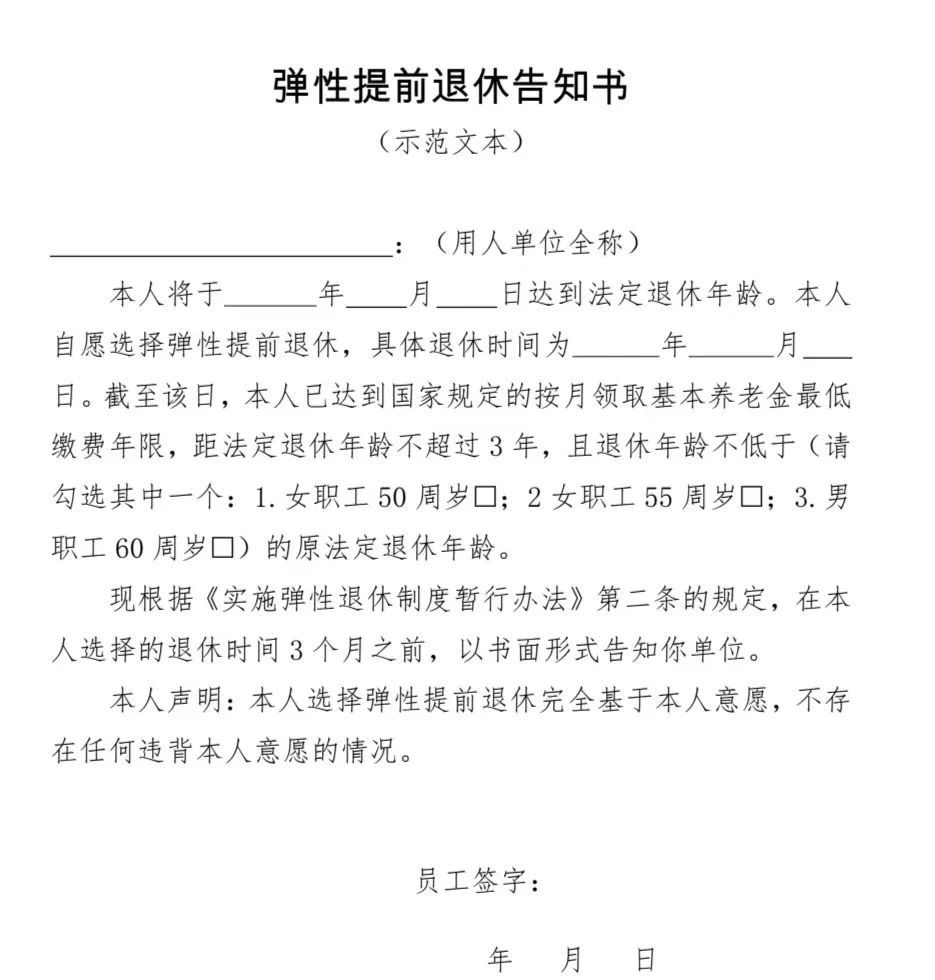 弹性提前退休告知书
（示范文本）
____________________：（用人单位全称）
本人将于______年____月____日达到法定退休年龄。本人
自愿选择弹性提前退休，具体退休时间为______年______月___
日。截至该日，本人已达到国家规定的按月领取基本养老金最低
缴费年限，距法定退休年龄不超过 3 年，且退休年龄不低于（请
勾选其中一个：1.女职工 50 周岁□；2 女职工 55 周岁□；3.男
职工 60 周岁□）的原法定退休年龄。
现根据《实施弹性退休制度暂行办法》第二条的规定，在本
人选择的退休时间 3 个月之前，以书面形式告知你单位。
本人声明：本人选择弹性提前退休完全基于本人意愿，不存
在任何违背本人意愿的情况。
员工签字：
年 月 日